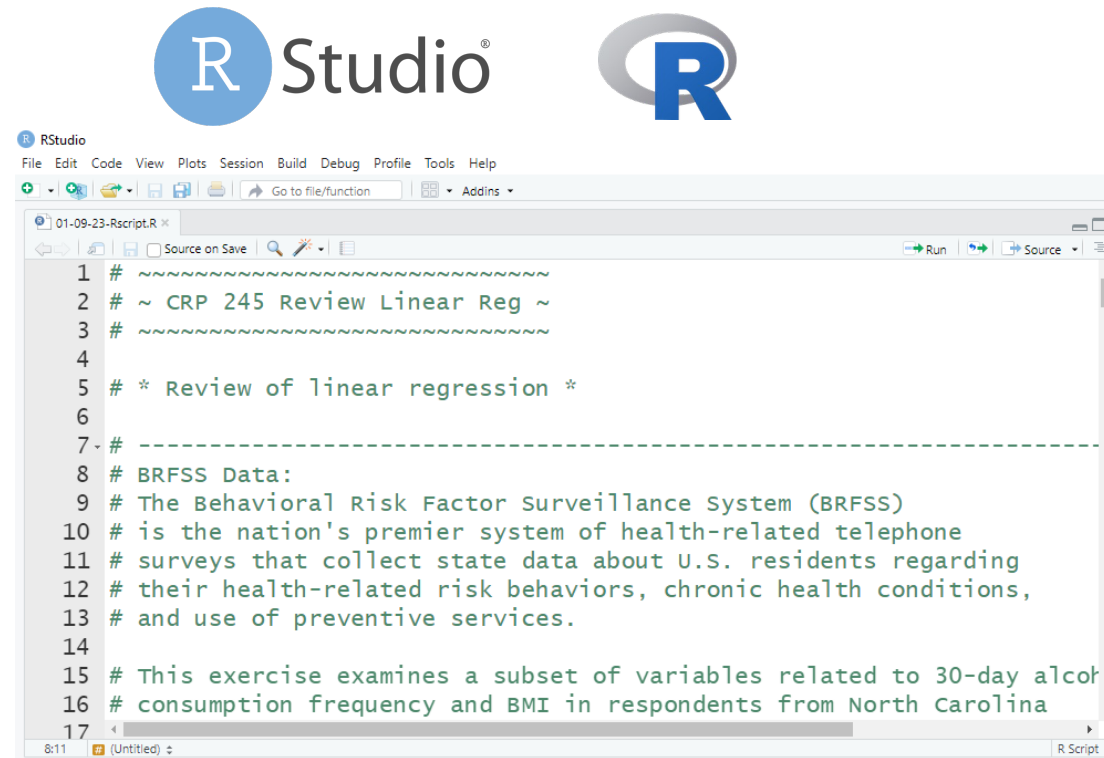 R Studio®
R
R RStudio
File Edit Code View Plots Session Build Debug Profile Tools Help
Go to file/function Addins
01-09-23-Rscript.R
Source on Save Run Source
1 # ~~~~~~~~~~~~~~~~~~~~~~~~~~~~~
2 # ~ CRP 245 Review Linear Reg ~
3 # ~~~~~~~~~~~~~~~~~~~~~~~~~~~~~
4
5 # * Review of linear regression *
6
7 # --------------------------------------------------------------------
8 # BRFSS Data:
9 # The Behavioral Risk Factor Surveillance System (BRFSS)
10 # is the nation's premier system of health-related telephone
11 # surveys that collect state data about U.S. residents regarding
12 # their health-related risk behaviors, chronic health conditions,
13 # and use of preventive services.
14
15 # This exercise examines a subset of variables related to 30-day alcoh
16 # consumption frequency and BMI in respondents from North Carolina
17
8:11 # (Untitled) R Script